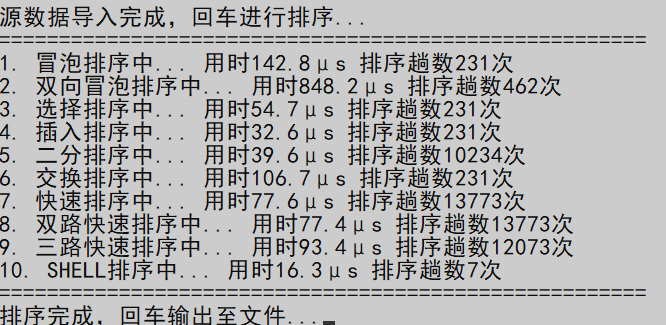 源数据导入完成，回车进行排序...
======================================================
1. 冒泡排序中... 用时142.8μs 排序趟数231次
2. 双向冒泡排序中... 用时848.2μs 排序趟数462次
3. 选择排序中... 用时54.7μs 排序趟数231次
4. 插入排序中... 用时32.6μs 排序趟数231次
5. 二分排序中... 用时39.6μs 排序趟数10234次
6. 交换排序中... 用时106.7μs 排序趟数231次
7. 快速排序中... 用时77.6μs 排序趟数13773次
8. 双路快速排序中... 用时77.4μs 排序趟数13773次
9. 三路快速排序中... 用时93.4μs 排序趟数12073次
10. SHELL排序中... 用时16.3μs 排序趟数7次
======================================================
排序完成，回车输出至文件...